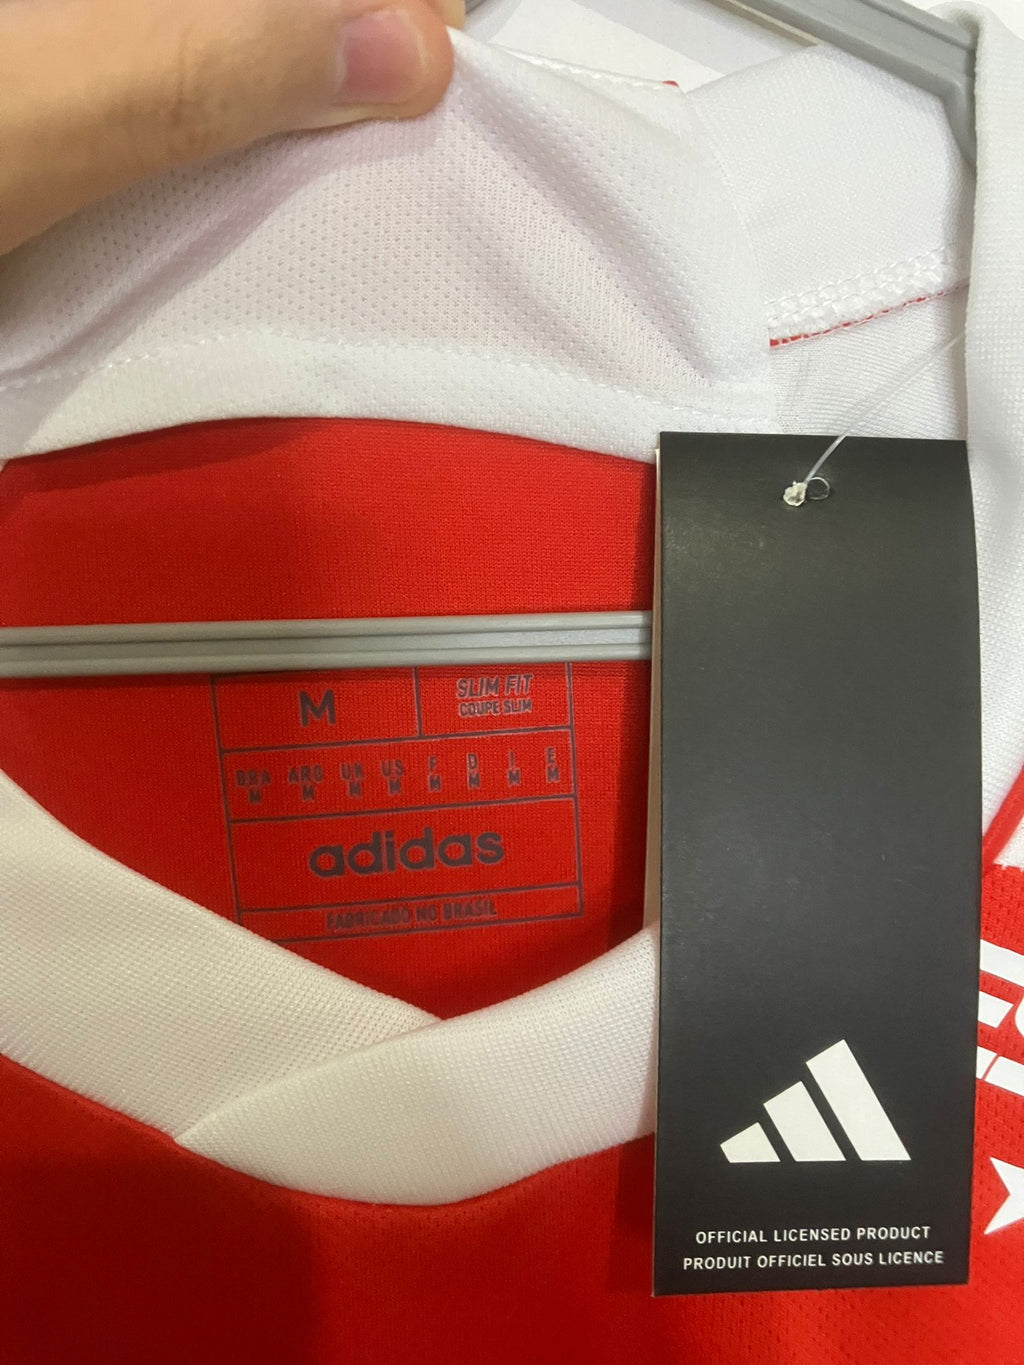 M
SLIM FIT
COUPE SLIM
BRA ARG UK US F D I E
M M M M M M M M
adidas
FABRICADO NO BRASIL
OFFICIAL LICENSED PRODUCT
PRODUIT OFFICIEL SOUS LICENCE